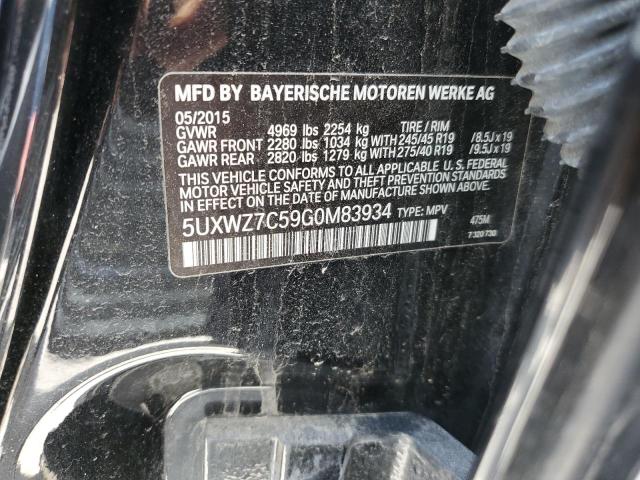 MFD BY BAYERISCHE MOTOREN WERKE AG
05/2015
GVWR 4969 lbs 2254 kg TIRE / RIM
GAWR FRONT 2280 lbs 1034 kg WITH 245/45 R19 /8.5J x 19
GAWR REAR 2820 lbs 1279 kg WITH 275/40 R19 /9.5J x 19
THIS VEHICLE CONFORMS TO ALL APPLICABLE U. S. FEDERAL
MOTOR VEHICLE SAFETY AND THEFT PREVENTION STANDARDS
IN EFFECT ON THE DATE OF MANUFACTURE SHOWN ABOVE.
5UXWZ7C59G0M83934 TYPE: MPV 475M
7 320 730